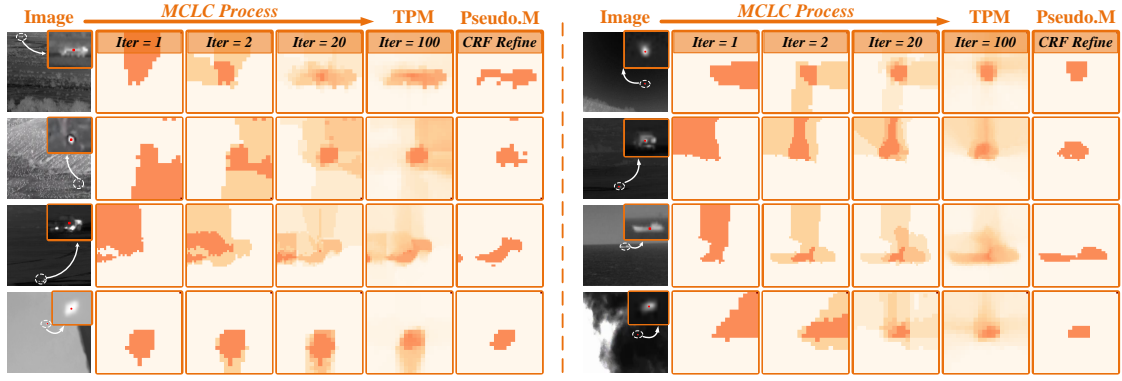 Image MCLC Process TPM Pseudo.M
Iter = 1 Iter = 2 Iter = 20 Iter = 100 CRF Refine
Image MCLC Process TPM Pseudo.M
Iter = 1 Iter = 2 Iter = 20 Iter = 100 CRF Refine